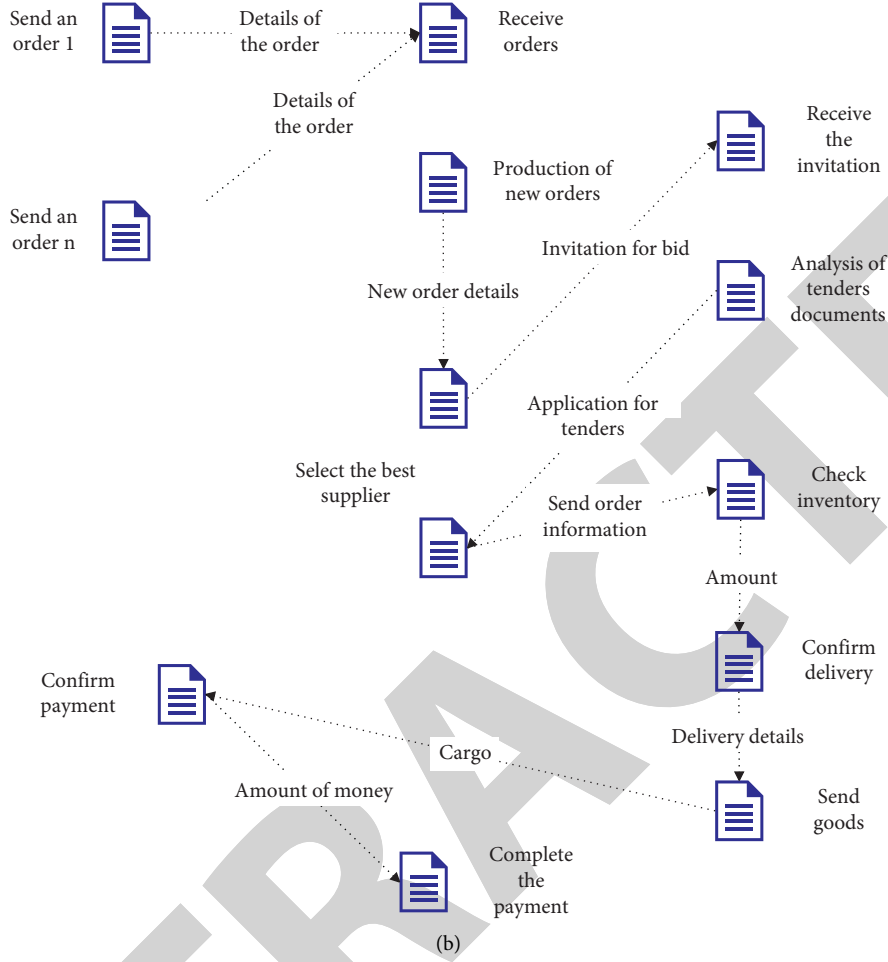 Send an
order 1
Details of
the order
Receive
orders
Details of
the order
Receive
the
invitation
Production of
new orders
Send an
order n
Invitation for bid
Analysis of
tenders
documents
New order details
Application for
tenders
Select the best
supplier
Check
inventory
Send order
information
Amount
Confirm
delivery
Confirm
payment
Delivery details
Cargo
Amount of money
Send
goods
Complete
the
payment
(b)